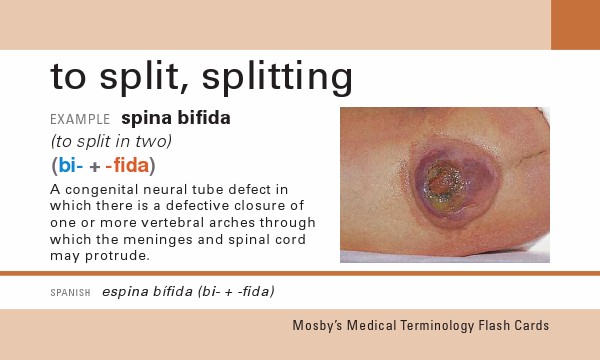 to split, splitting
EXAMPLE spina bifida
(to split in two)
(bi- + -fida)
A congenital neural tube defect in
which there is a defective closure of
one or more vertebral arches through
which the meninges and spinal cord
may protrude.
SPANISH espina bífida (bi- + -fida)
Mosby's Medical Terminology Flash Cards